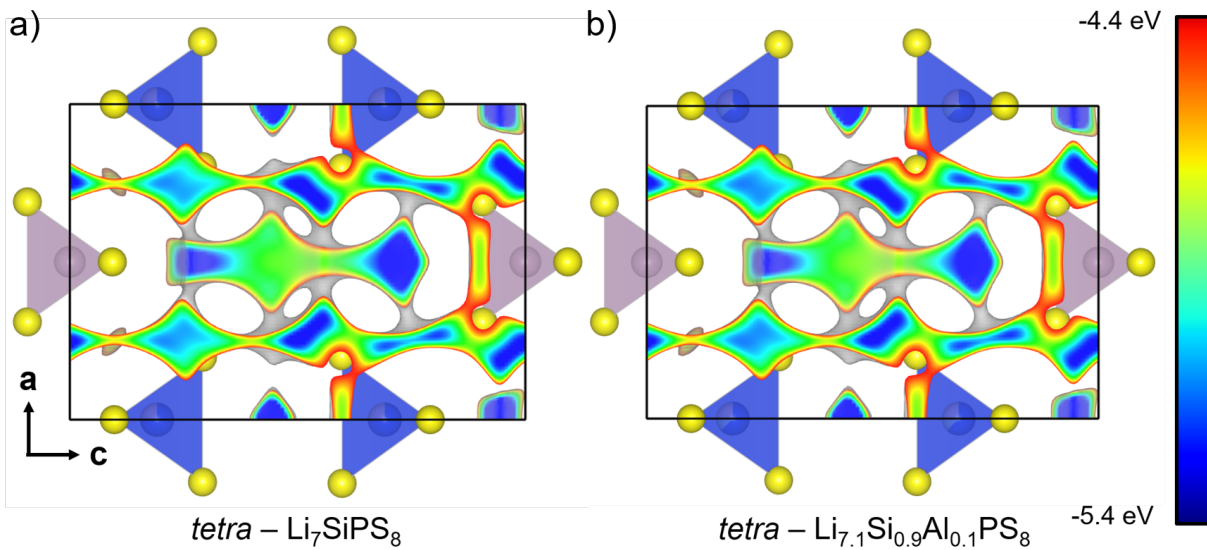 a)
b)
-4.4 eV
a
c
-5.4 eV
tetra – Li₇SiPS₈
tetra – Li₇.₁Si₀.₉Al₀.₁PS₈